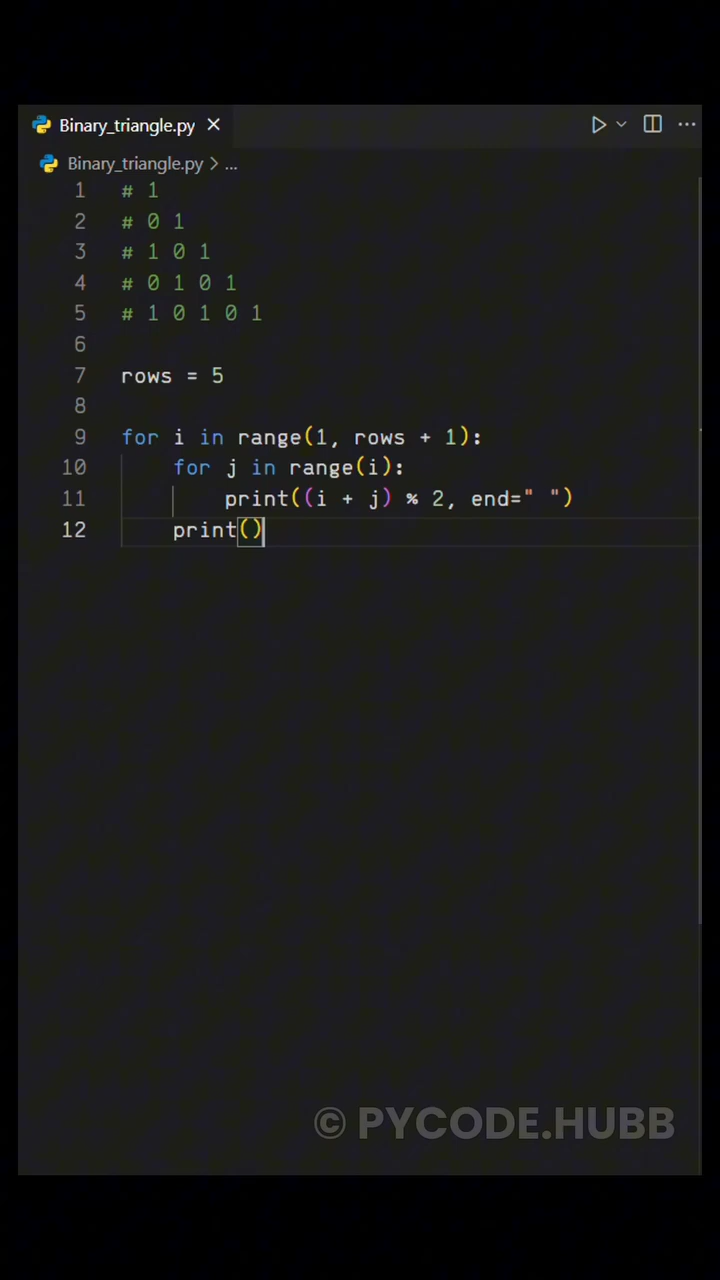 Binary_triangle.py
Binary_triangle.py > ...
1 # 1
2 # 0 1
3 # 1 0 1
4 # 0 1 0 1
5 # 1 0 1 0 1
6
7 rows = 5
8
9 for i in range(1, rows + 1):
10     for j in range(i):
11         print((i + j) % 2, end=" ")
12     print()
© PYCODE.HUBB